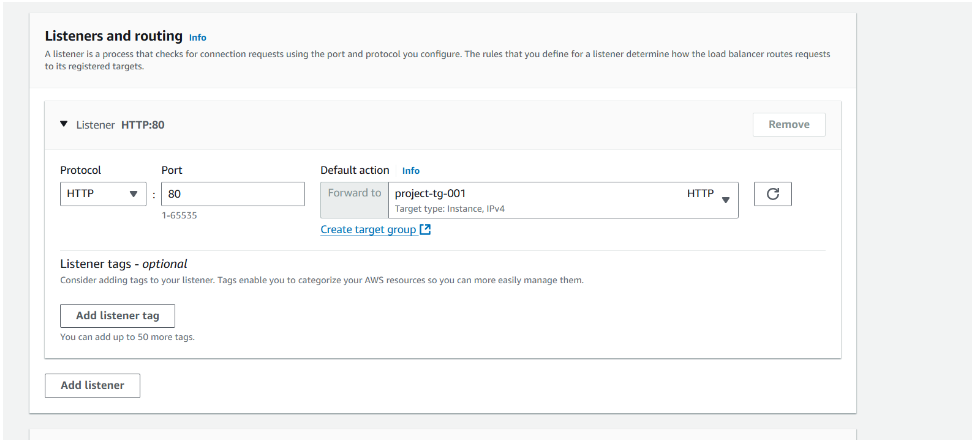 Listeners and routing Info
A listener is a process that checks for connection requests using the port and protocol you configure. The rules that you define for a listener determine how the load balancer routes requests
to its registered targets.
Listener HTTP:80
Remove
Protocol
Port
Default action Info
HTTP
:
80
Forward to
project-tg-001
HTTP
Target type: Instance, IPv4
1-65535
Create target group
Listener tags - optional
Consider adding tags to your listener. Tags enable you to categorize your AWS resources so you can more easily manage them.
Add listener tag
You can add up to 50 more tags.
Add listener